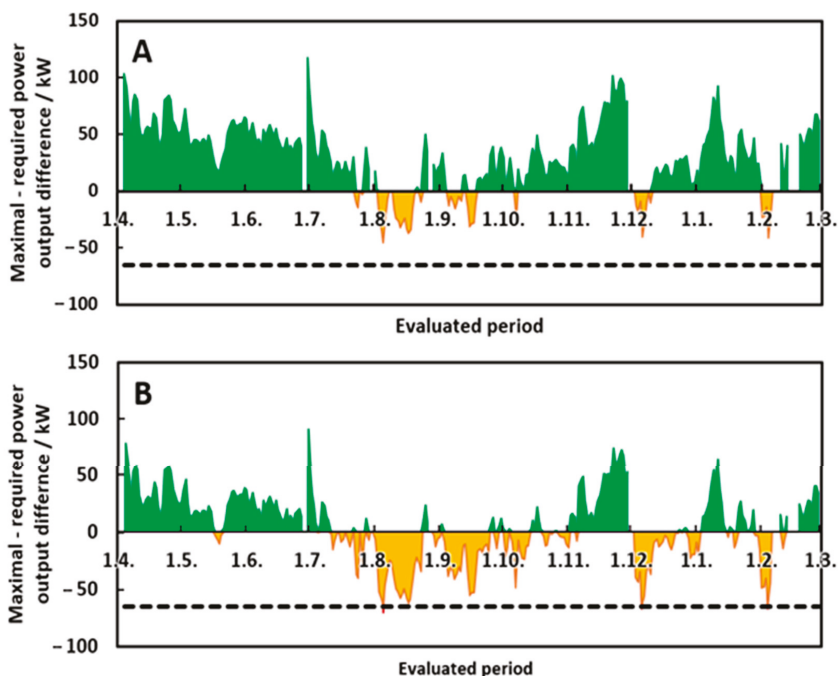 A
Maximal - required power
output difference / kW
150
100
50
0
−50
−100
1.4. 1.5. 1.6. 1.7. 1.8. 1.9. 1.10. 1.11. 1.12. 1.1. 1.2. 1.3.
Evaluated period
B
Maximal - required power
output differnce / kW
150
100
50
0
−50
−100
1.4. 1.5. 1.6. 1.7. 1.8. 1.9. 1.10. 1.11. 1.12. 1.1. 1.2. 1.3.
Evaluated period